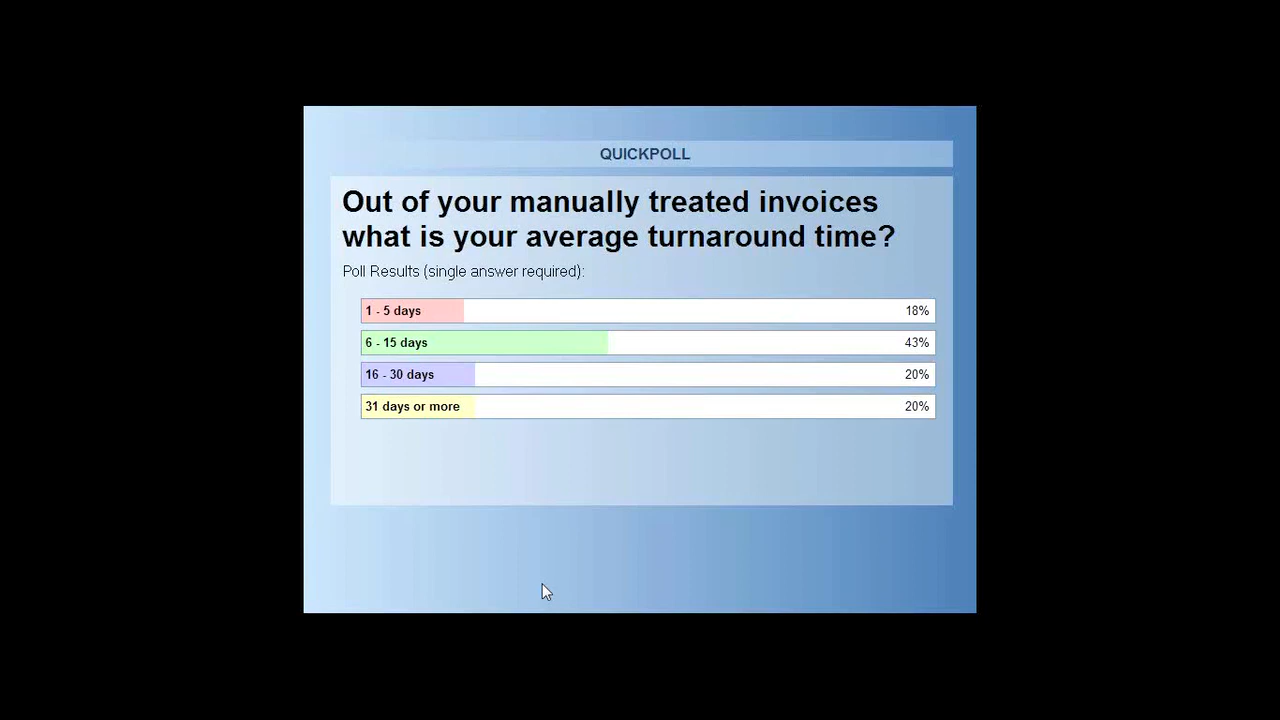 QUICKPOLL
Out of your manually treated invoices
what is your average turnaround time?
Poll Results (single answer required):
1 - 5 days 18%
6 - 15 days 43%
16 - 30 days 20%
31 days or more 20%